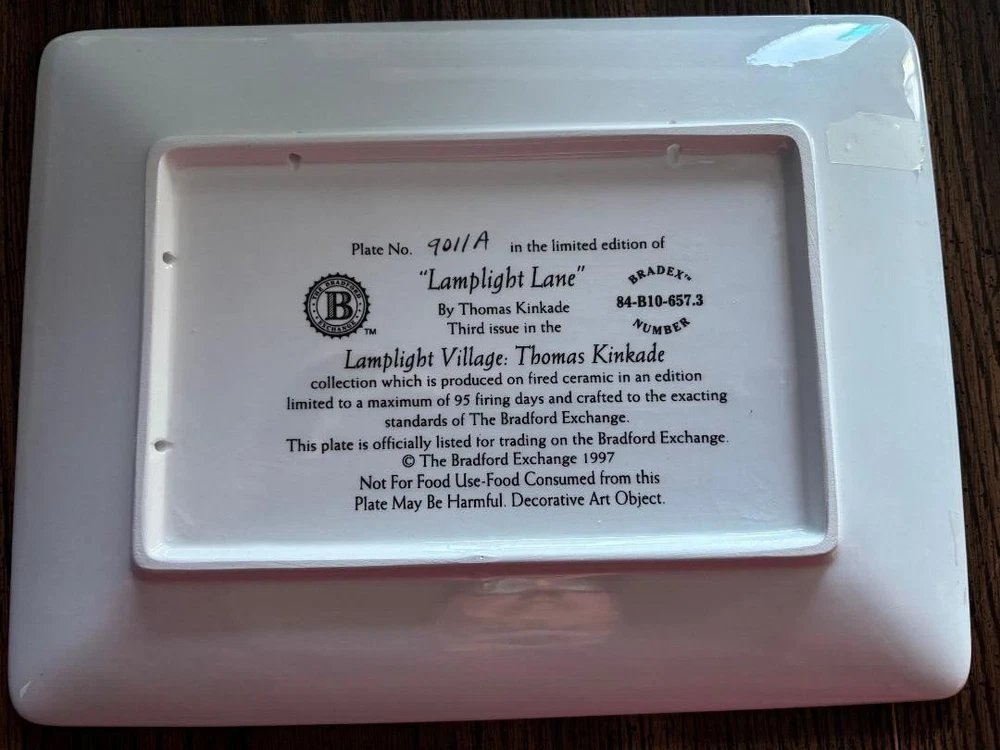 Plate No. 9011A in the limited edition of
"Lamplight Lane"
By Thomas Kinkade
Third issue in the
THE BRADFORD EXCHANGE
B
TM
BRADEX™
84-B10-657.3
NUMBER
Lamplight Village: Thomas Kinkade
collection which is produced on fired ceramic in an edition
limited to a maximum of 95 firing days and crafted to the exacting
standards of The Bradford Exchange.
This plate is officially listed for trading on the Bradford Exchange.
© The Bradford Exchange 1997
Not For Food Use-Food Consumed from this
Plate May Be Harmful. Decorative Art Object.